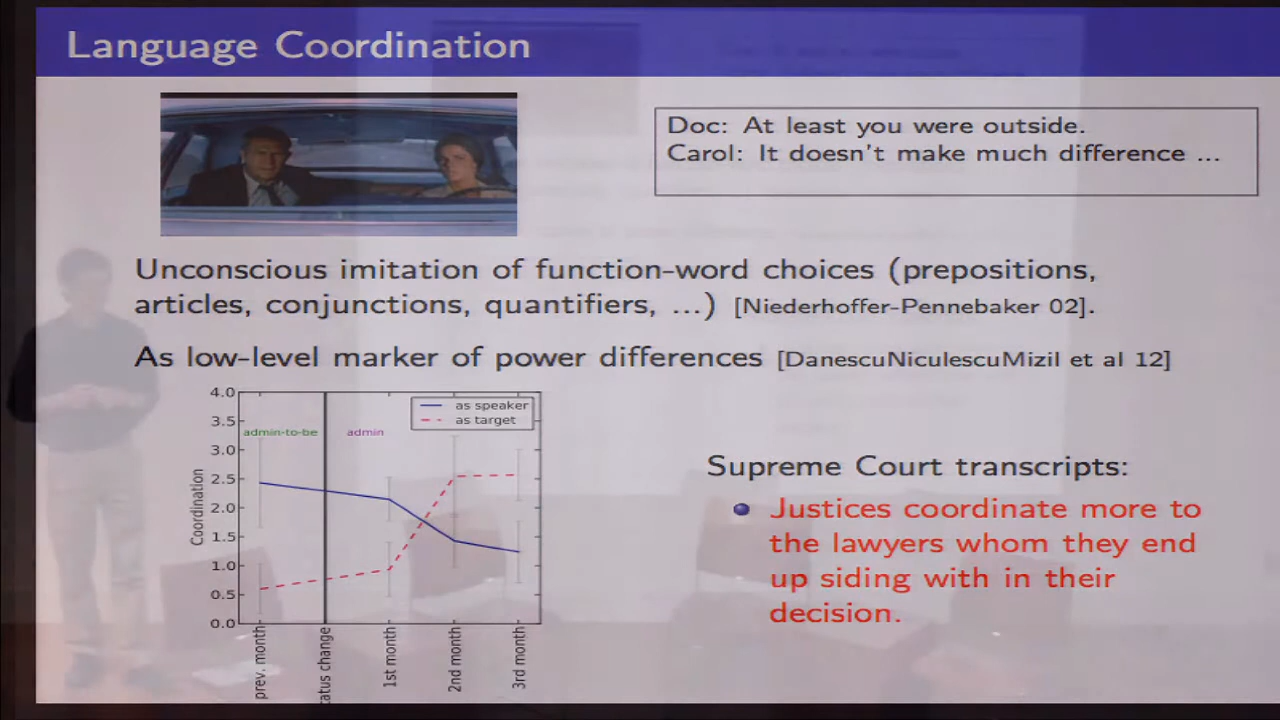 Language Coordination
Doc: At least you were outside.
Carol: It doesn't make much difference ...
Unconscious imitation of function-word choices (prepositions,
articles, conjunctions, quantifiers, ...) [Niederhoffer-Pennebaker 02].
As low-level marker of power differences [DanescuNiculescuMizil et al 12]
4.0
3.5
3.0
2.5
2.0
1.5
1.0
0.5
0.0
Coordination
as speaker
as target
admin-to-be
admin
prev. month
atus change
1st month
2nd month
3rd month
Supreme Court transcripts:
Justices coordinate more to
the lawyers whom they end
up siding with in their
decision.